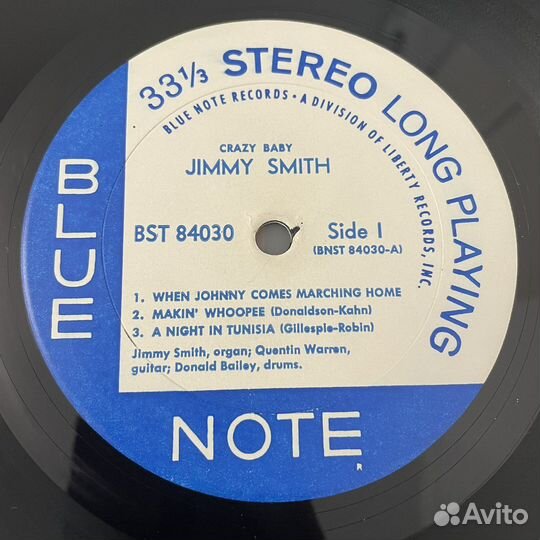 33⅓ STEREO LONG PLAYING
BLUE NOTE RECORDS • A DIVISION OF LIBERTY RECORDS, INC.
CRAZY BABY
JIMMY SMITH
BST 84030
Side 1
(BNST 84030-A)
1. WHEN JOHNNY COMES MARCHING HOME
2. MAKIN' WHOOPEE (Donaldson-Kahn)
3. A NIGHT IN TUNISIA (Gillespie-Robin)
Jimmy Smith, organ; Quentin Warren,
guitar; Donald Bailey, drums.
BLUE
NOTE
R
Avito